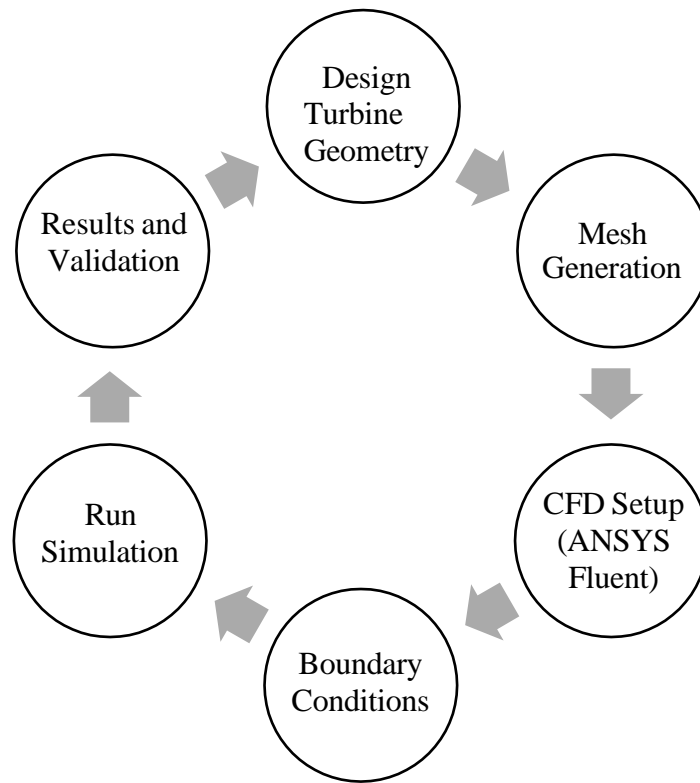 Design
Turbine
Geometry
Mesh
Generation
CFD Setup
(ANSYS
Fluent)
Boundary
Conditions
Run
Simulation
Results and
Validation